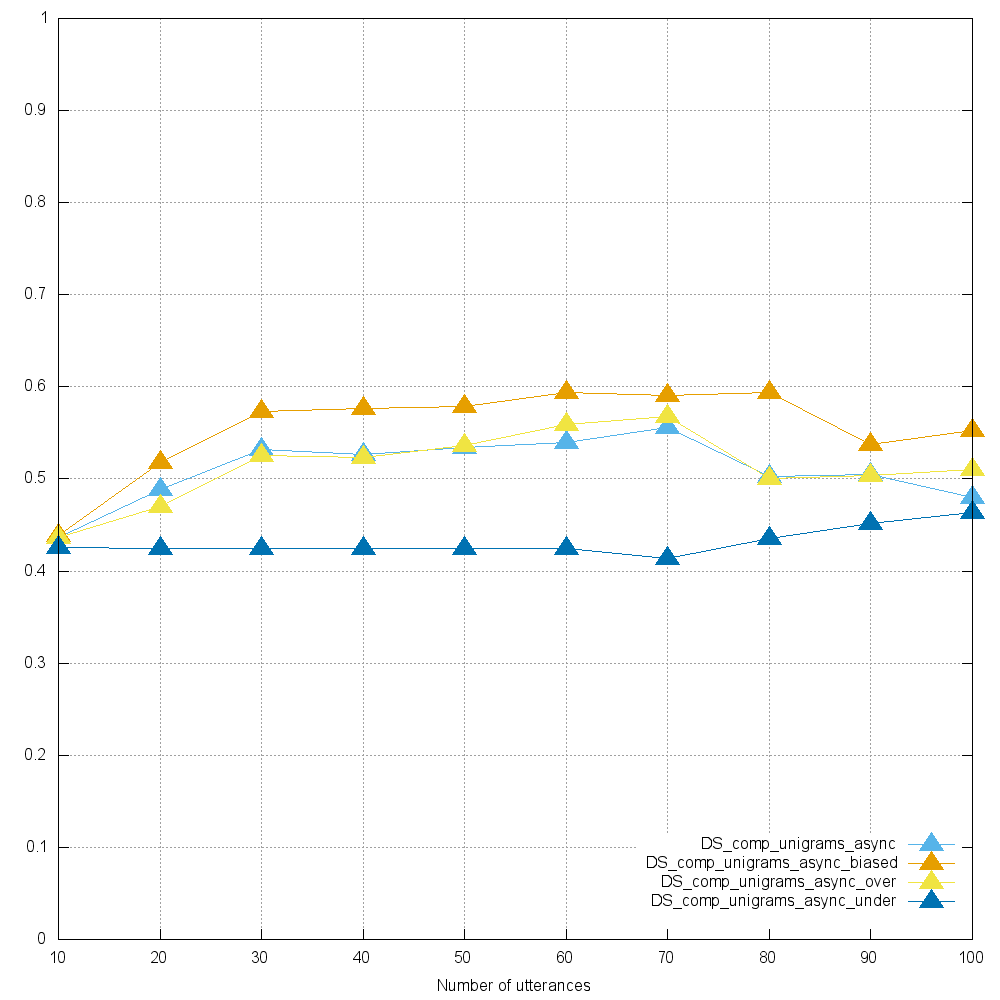 1
0.9
0.8
0.7
0.6
0.5
0.4
0.3
0.2
0.1
0
DS_comp_unigrams_async
DS_comp_unigrams_async_biased
DS_comp_unigrams_async_over
DS_comp_unigrams_async_under
10 20 30 40 50 60 70 80 90 100
Number of utterances